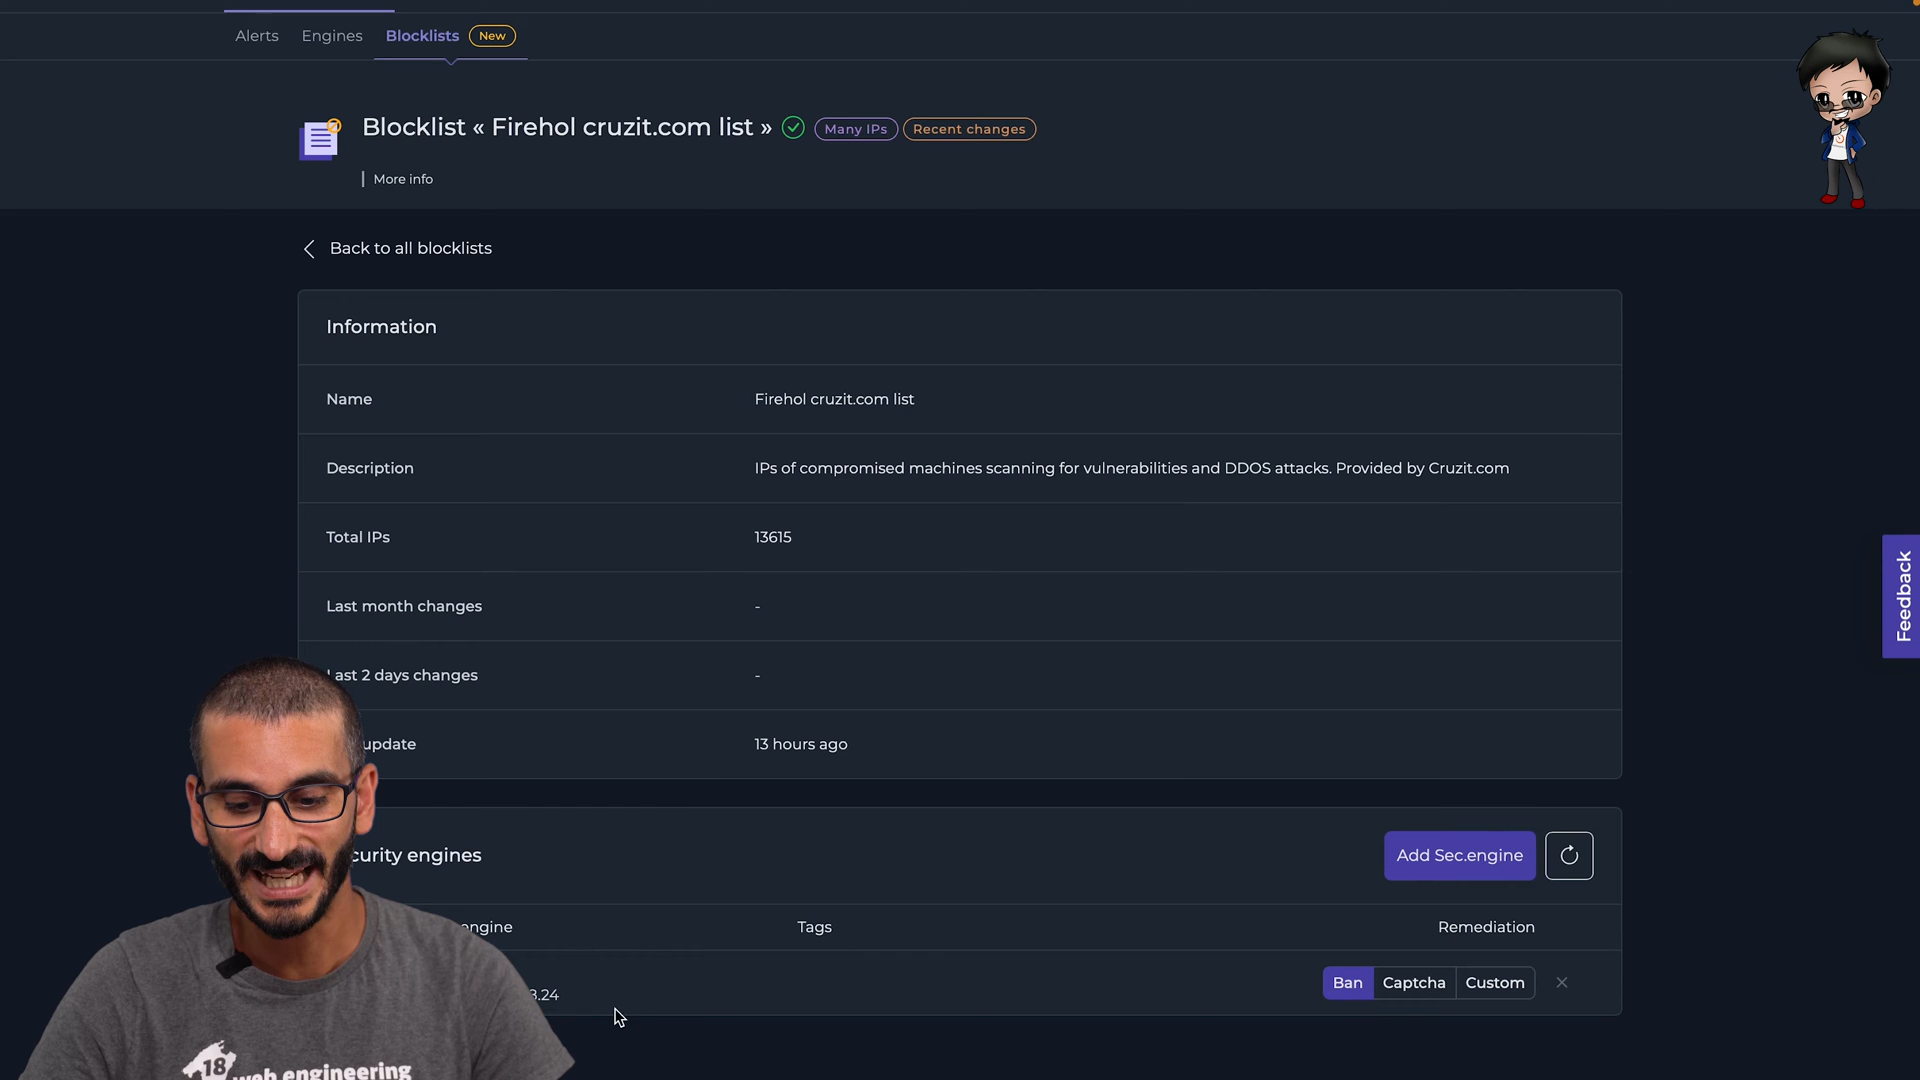 Alerts Engines Blocklists New
Blocklist « Firehol cruzit.com list » Many IPs Recent changes
More info
Back to all blocklists
Information
Name Firehol cruzit.com list
Description IPs of compromised machines scanning for vulnerabilities and DDOS attacks. Provided by Cruzit.com
Total IPs 13615
Last month changes -
Last 2 days changes -
update 13 hours ago
Feedback
curity engines Add Sec.engine
engine Tags Remediation
3.24 Ban Captcha Custom
18
web engineering